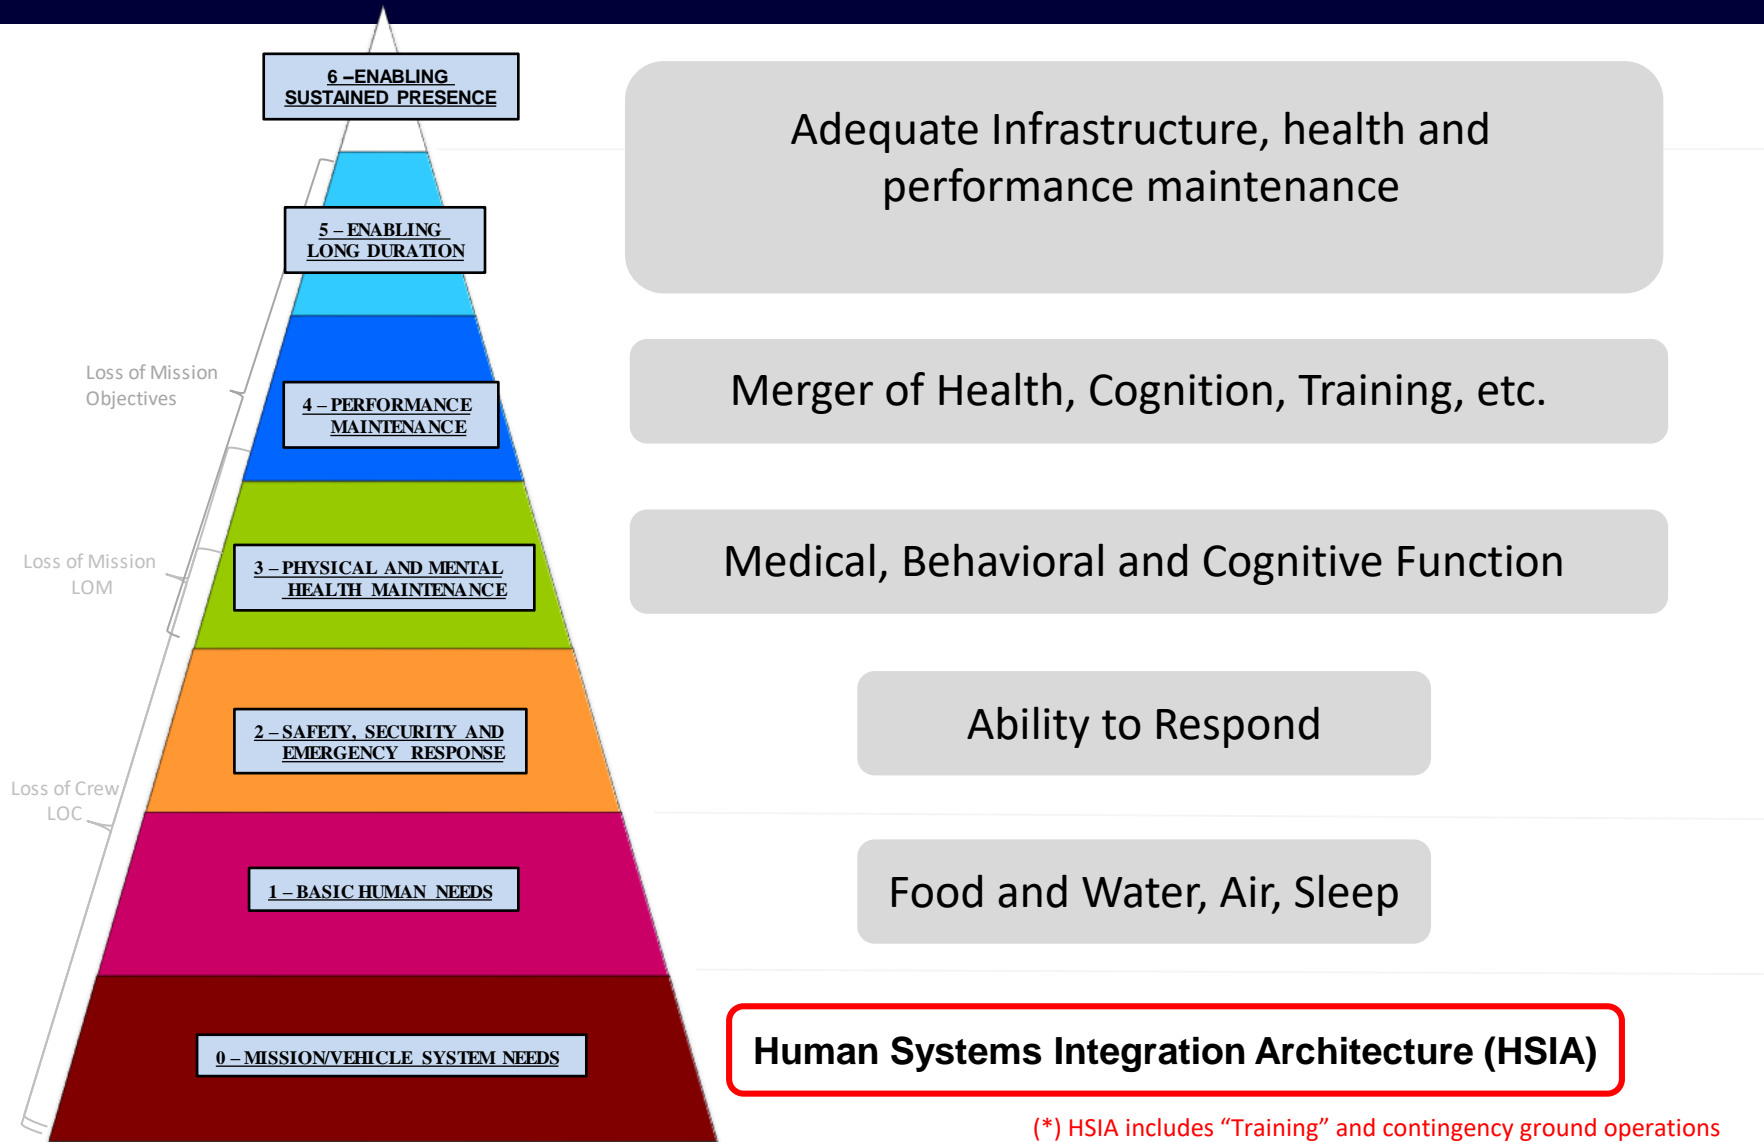 6 –ENABLING
SUSTAINED PRESENCE
Adequate Infrastructure, health and
performance maintenance
5 – ENABLING
LONG DURATION
Loss of Mission
Objectives
4 – PERFORMANCE
MAINTENANCE
Merger of Health, Cognition, Training, etc.
Loss of Mission
LOM
3 – PHYSICAL AND MENTAL
HEALTH MAINTENANCE
Medical, Behavioral and Cognitive Function
2 – SAFETY, SECURITY AND
EMERGENCY RESPONSE
Ability to Respond
Loss of Crew
LOC
1 – BASIC HUMAN NEEDS
Food and Water, Air, Sleep
0 – MISSION/VEHICLE SYSTEM NEEDS
Human Systems Integration Architecture (HSIA)
(*) HSIA includes “Training” and contingency ground operations